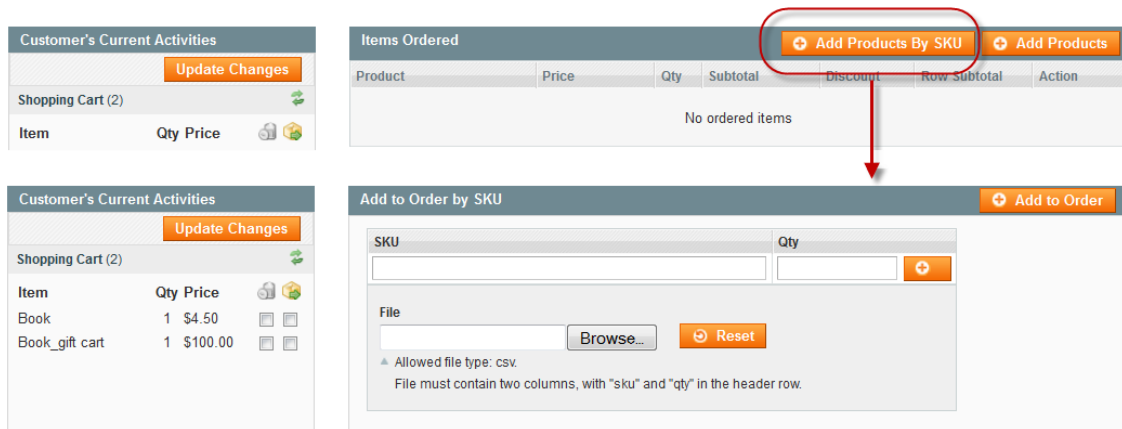 Customer's Current Activities
Update Changes
Shopping Cart (2)
Item Qty Price
Items Ordered Add Products By SKU Add Products
Product Price Qty Subtotal Discount Row Subtotal Action
No ordered items
Customer's Current Activities
Update Changes
Shopping Cart (2)
Item Qty Price
Book 1 $4.50
Book_gift cart 1 $100.00
Add to Order by SKU Add to Order
SKU Qty
File
Browse... Reset
Allowed file type: csv.
File must contain two columns, with "sku" and "qty" in the header row.